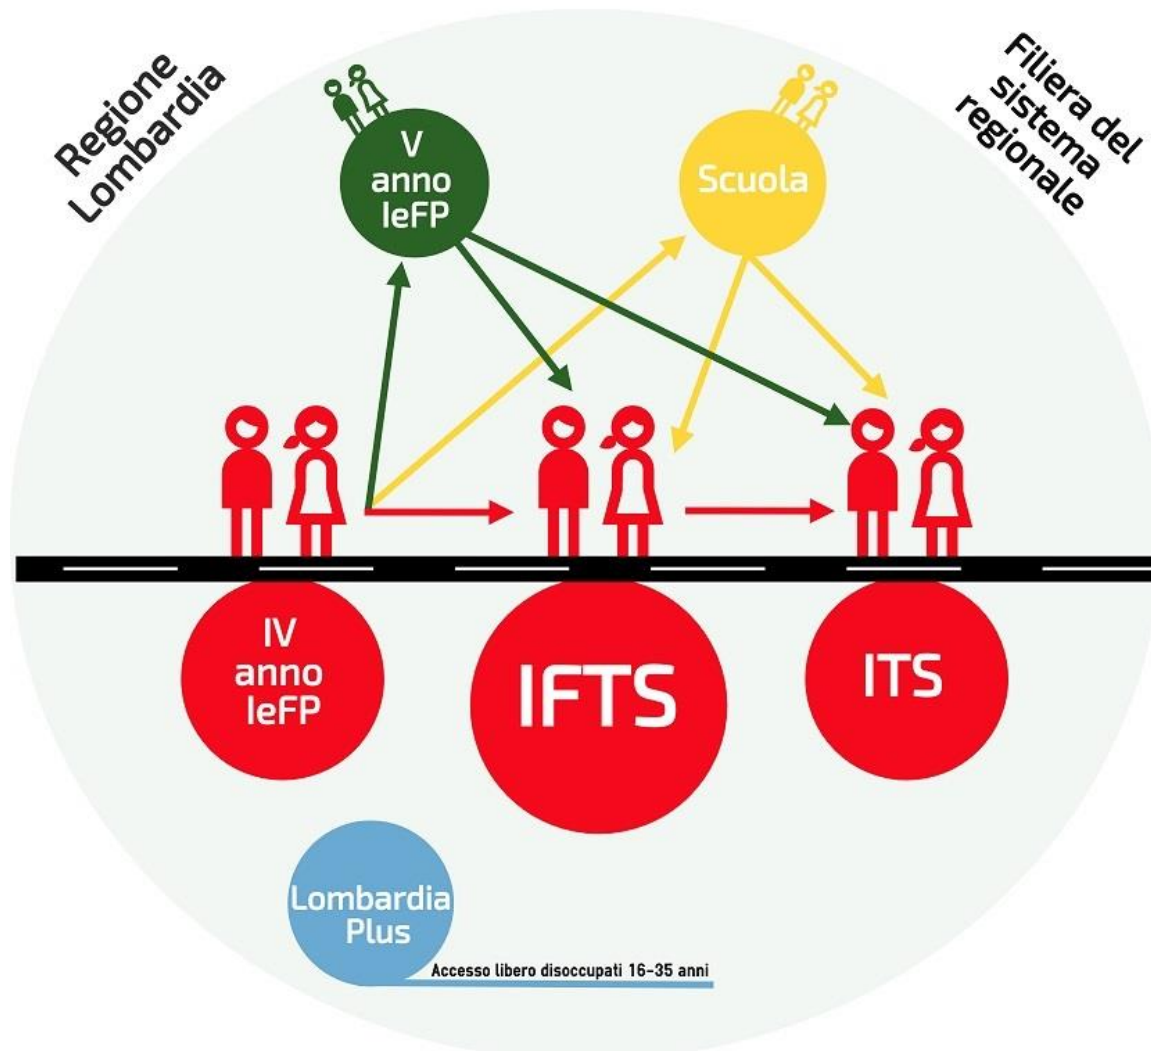 Regione
Lombardia
Filiera del
sistema
regionale
V
anno
IeFP
Scuola
IV
anno
IeFP
IFTS
ITS
Lombardia
Plus
Accesso libero disoccupati 16-35 anni